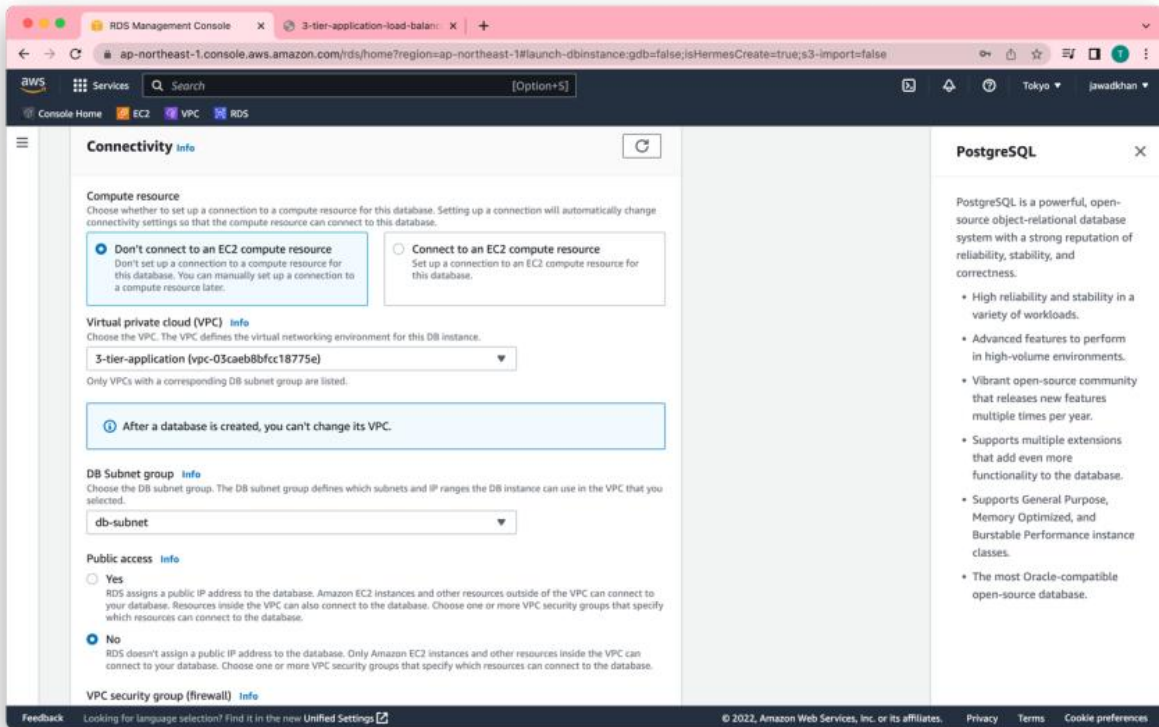 RDS Management Console
3-tier-application-load-balanc
ap-northeast-1.console.aws.amazon.com/rds/home?region=ap-northeast-1#launch-dbinstance:gdb=false;isHermesCreate=true;s3-import=false
T
aws
Services
Search
[Option+S]
Tokyo
jawadkhan
Console Home
EC2
VPC
RDS
Connectivity Info
Compute resource
Choose whether to set up a connection to a compute resource for this database. Setting up a connection will automatically change
connectivity settings so that the compute resource can connect to this database.
Don't connect to an EC2 compute resource
Don't set up a connection to a compute resource for
this database. You can manually set up a connection to
a compute resource later.
Connect to an EC2 compute resource
Set up a connection to an EC2 compute resource for
this database.
Virtual private cloud (VPC) Info
Choose the VPC. The VPC defines the virtual networking environment for this DB instance.
3-tier-application (vpc-03caeb8bfcc18775e)
Only VPCs with a corresponding DB subnet group are listed.
After a database is created, you can't change its VPC.
DB Subnet group Info
Choose the DB subnet group. The DB subnet group defines which subnets and IP ranges the DB instance can use in the VPC that you
selected.
db-subnet
Public access Info
Yes
RDS assigns a public IP address to the database. Amazon EC2 instances and other resources outside of the VPC can connect to
your database. Resources inside the VPC can also connect to the database. Choose one or more VPC security groups that specify
which resources can connect to the database.
No
RDS doesn't assign a public IP address to the database. Only Amazon EC2 instances and other resources inside the VPC can
connect to your database. Choose one or more VPC security groups that specify which resources can connect to the database.
VPC security group (firewall) Info
PostgreSQL
PostgreSQL is a powerful, open-
source object-relational database
system with a strong reputation of
reliability, stability, and
correctness.
• High reliability and stability in a
variety of workloads.
• Advanced features to perform
in high-volume environments.
• Vibrant open-source community
that releases new features
multiple times per year.
• Supports multiple extensions
that add even more
functionality to the database.
• Supports General Purpose,
Memory Optimized, and
Burstable Performance instance
classes.
• The most Oracle-compatible
open-source database.
Feedback
Looking for language selection? Find it in the new Unified Settings
© 2022, Amazon Web Services, Inc. or its affiliates.
Privacy
Terms
Cookie preferences